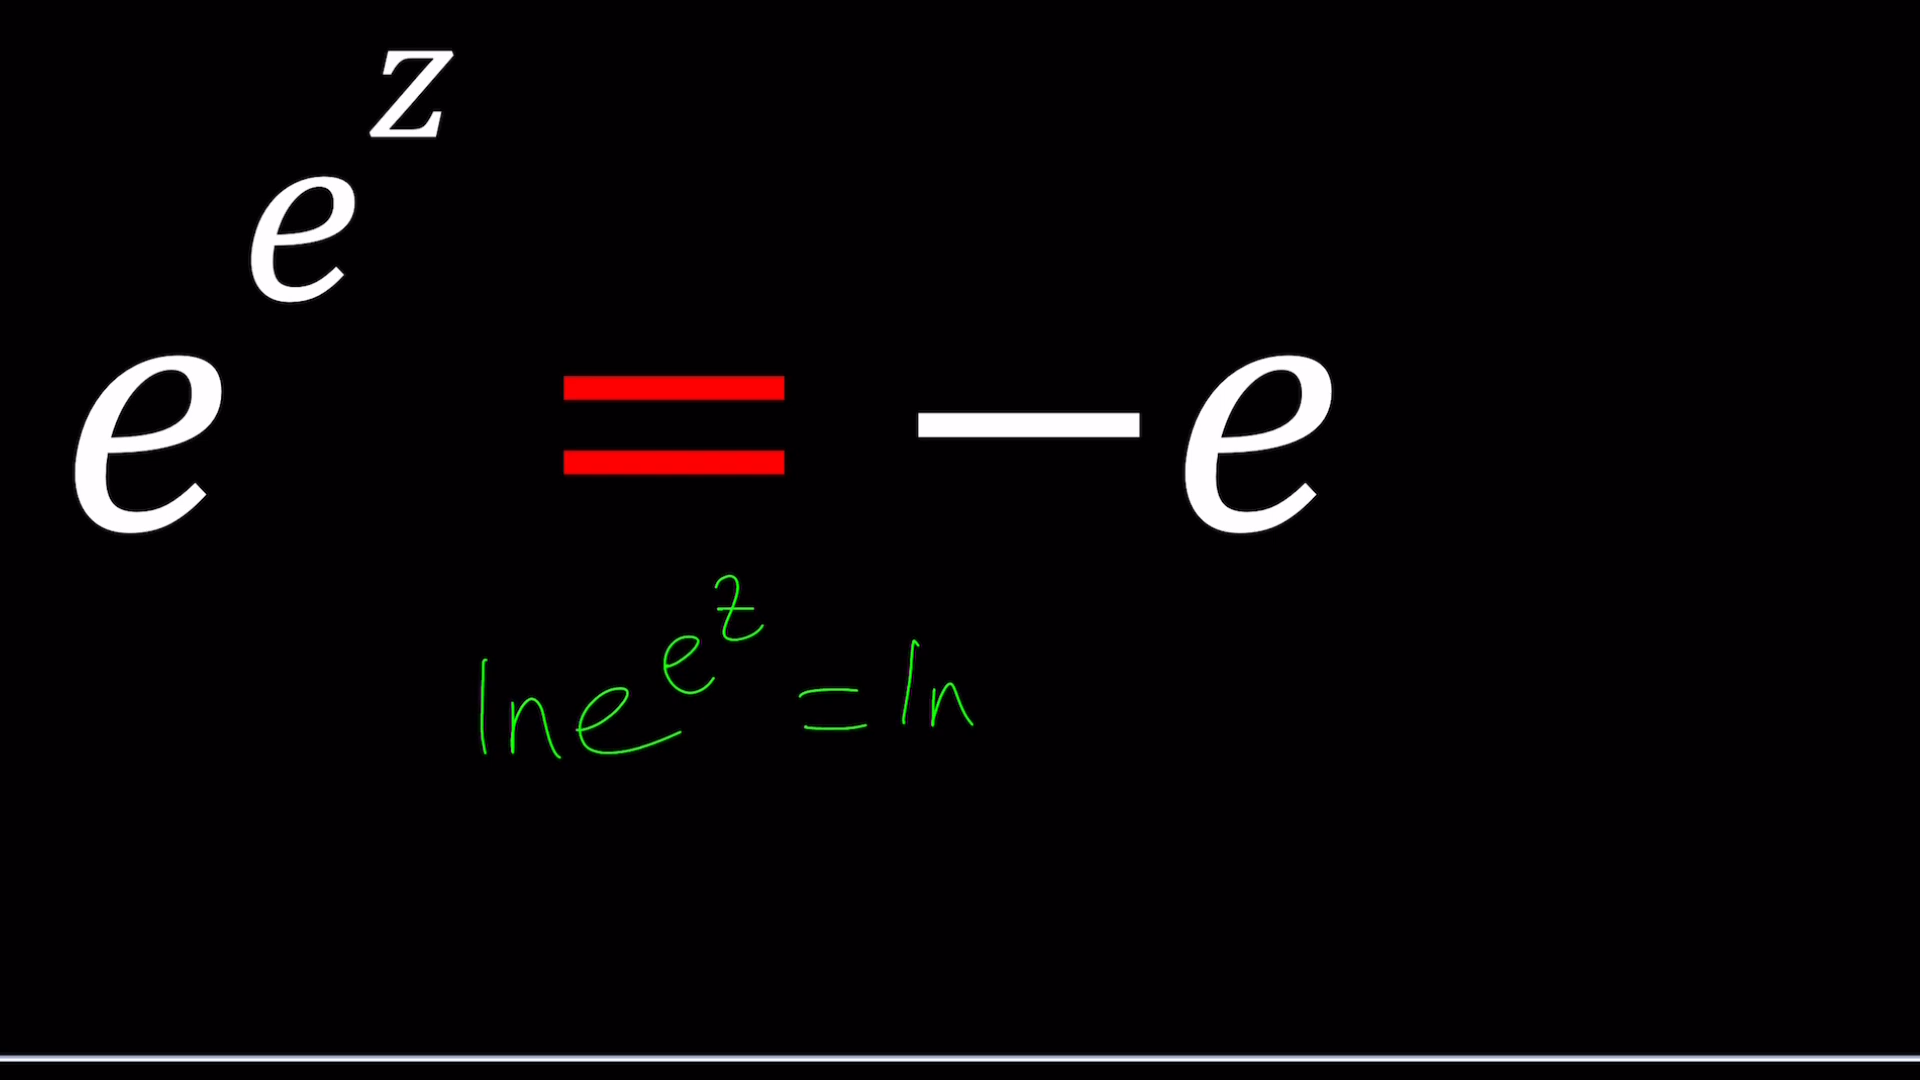 e^{e^z} = −e
ln e^{e^z} = ln